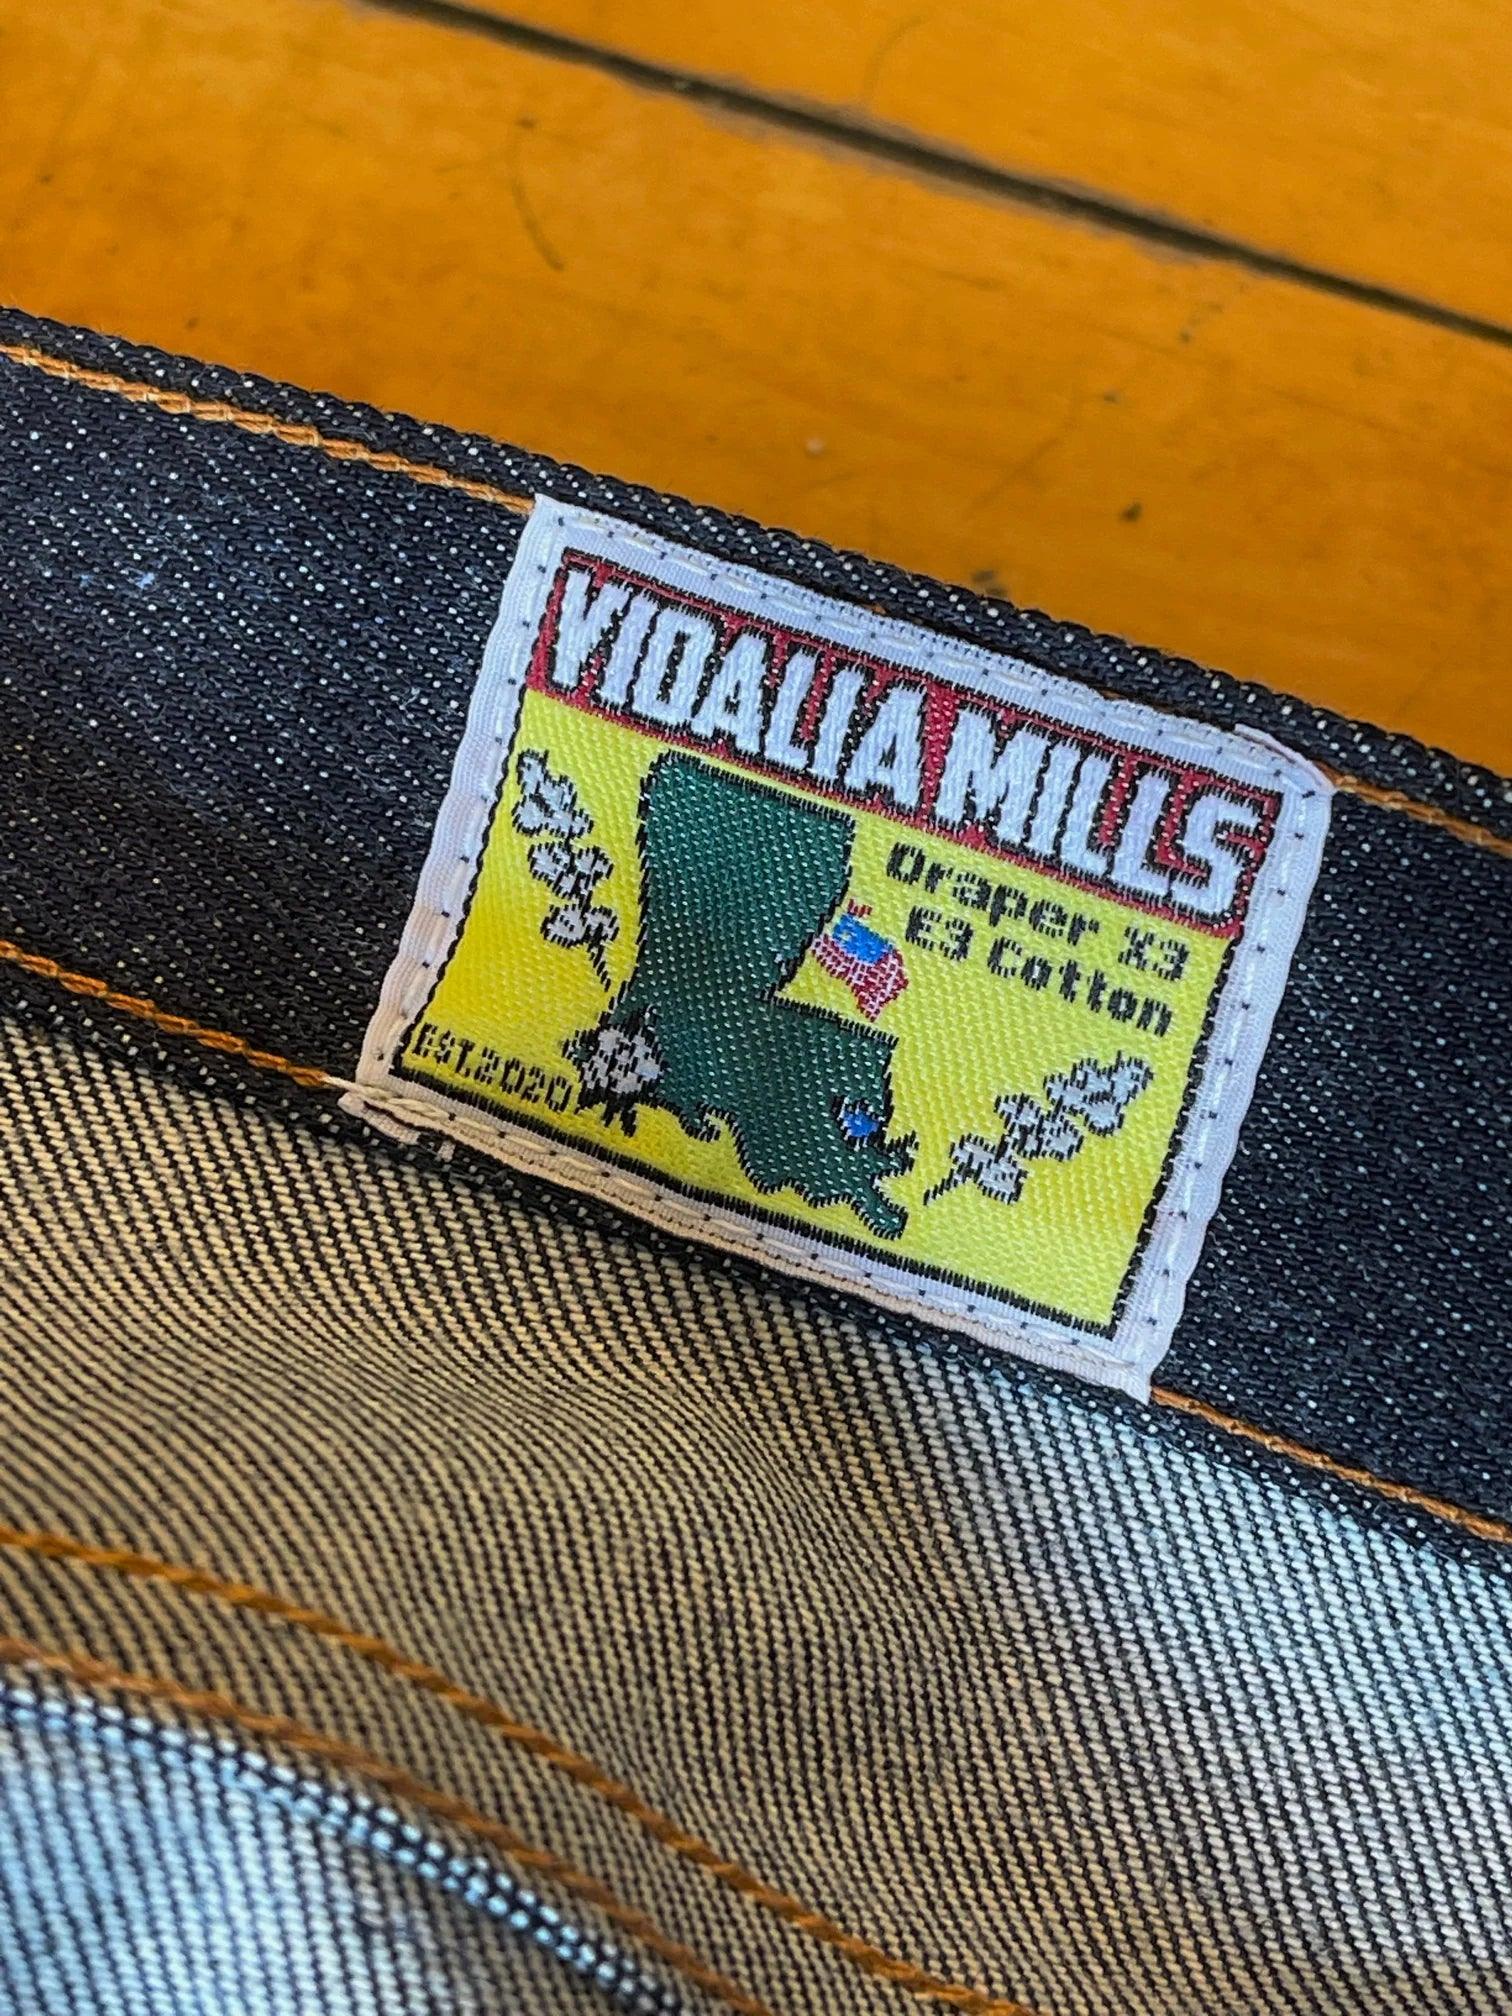 VIDALIA MILLS
Draper X3
E3 Cotton
EST.2020